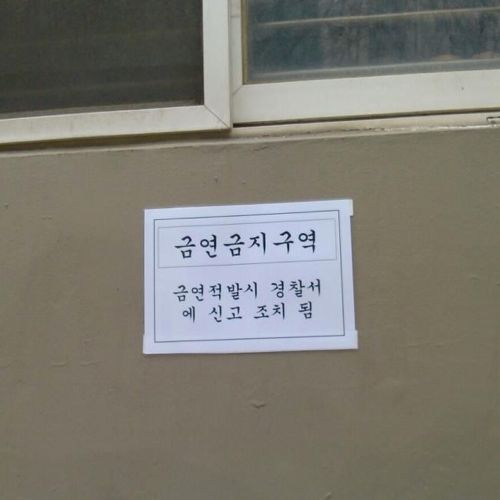 금연금지구역
금연적발시 경찰서
에 신고 조치 됨